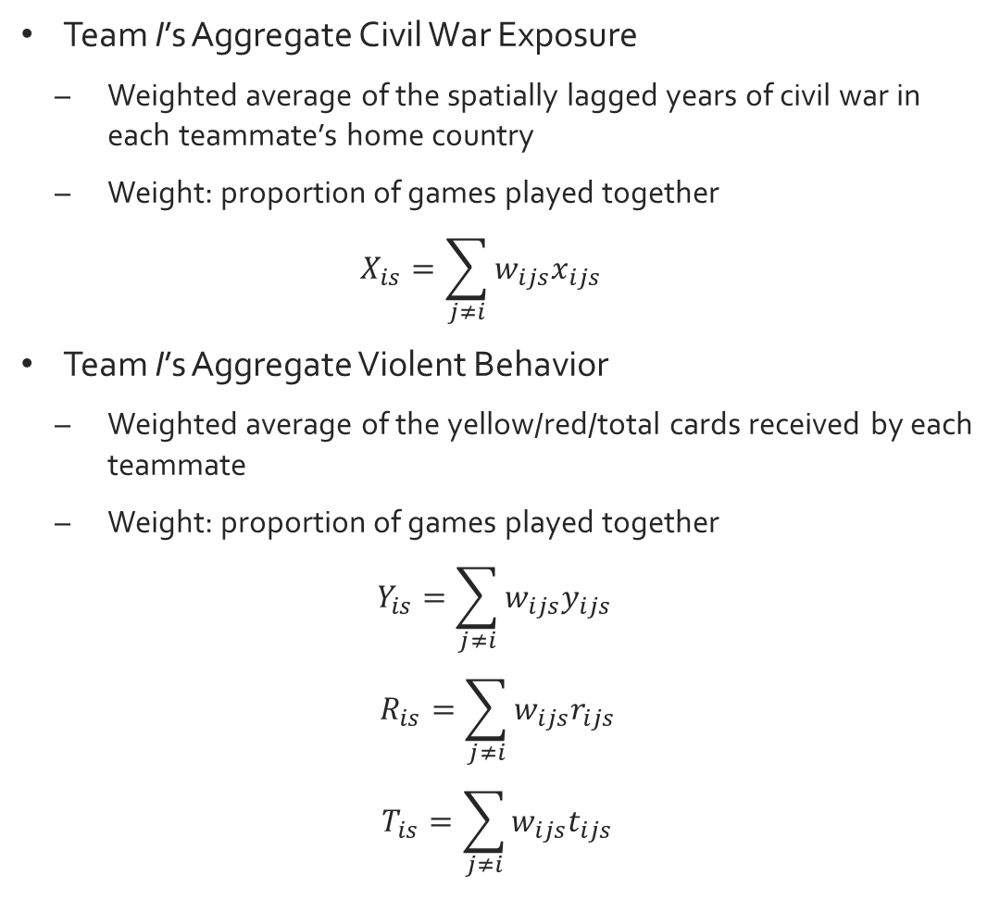 • Team I's Aggregate Civil War Exposure
– Weighted average of the spatially lagged years of civil war in
each teammate's home country
– Weight: proportion of games played together
X_{is} = \sum_{j≠i} w_{ijs} x_{ijs}
• Team I's Aggregate Violent Behavior
– Weighted average of the yellow/red/total cards received by each
teammate
– Weight: proportion of games played together
Y_{is} = \sum_{j≠i} w_{ijs} y_{ijs}
R_{is} = \sum_{j≠i} w_{ijs} r_{ijs}
T_{is} = \sum_{j≠i} w_{ijs} t_{ijs}